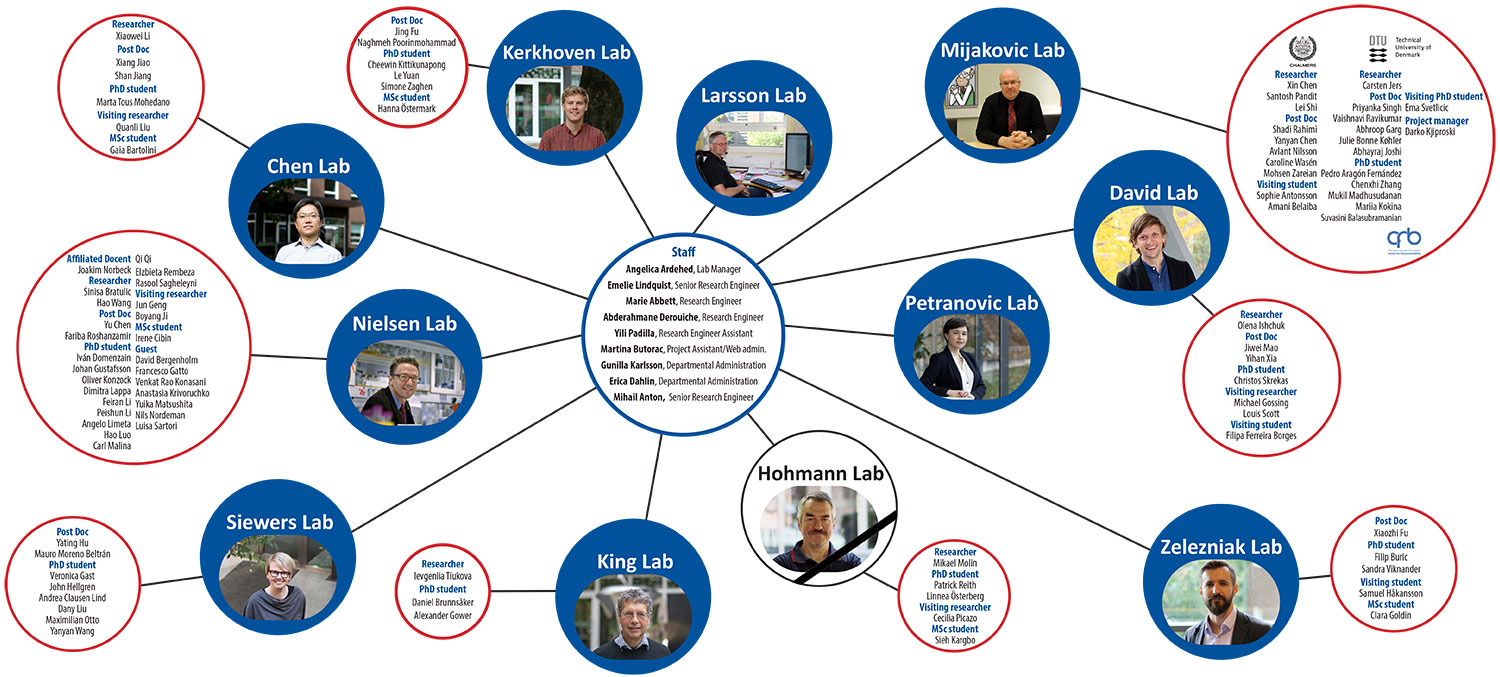 Researcher
Xiaowei Li
Post Doc
Xiang Jiao
Shan Jiang
PhD student
Marta Tous Mohedano
Visiting researcher
Quanli Liu
MSc student
Gaia Bartolini
Chen Lab
Post Doc
Jing Fu
Naghmeh Poorinmohammad
PhD student
Cheewin Kittikunapong
Le Yuan
Simone Zaghen
MSc student
Hanna Östermark
Kerkhoven Lab
Larsson Lab
Mijakovic Lab
CHALMERS
Researcher
Xin Chen
Santosh Pandit
Lei Shi
Post Doc
Shadi Rahimi
Yanyan Chen
Avlant Nilsson
Caroline Wasén
Mohsen Zareian
Visiting student
Sophie Antonsson
Amani Belaiba
DTU
Technical
University of
Denmark
Researcher
Carsten Jers
Post Doc
Priyanka Singh
Vaishnavi Ravikumar
Abhroop Garg
Julie Bonne Køhler
Abhayraj Joshi
PhD student
Pedro Aragón Fernández
Chenxhi Zhang
Mukil Madhusudanan
Mariia Kokina
Suvasini Balasubramanian
Visiting PhD student
Ema Svetlicic
Project manager
Darko Kjiproski
cfb
David Lab
Researcher
Olena Ishchuk
Post Doc
Jiwei Mao
Yihan Xia
PhD student
Christos Skrekas
Visiting researcher
Michael Gossing
Louis Scott
Visiting student
Filipa Ferreira Borges
Petranovic Lab
Staff
Angelica Ardehed, Lab Manager
Emelie Lindquist, Senior Research Engineer
Marie Abbett, Research Engineer
Abderahmane Derouiche, Research Engineer
Yili Padilla, Research Engineer Assistant
Martina Butorac, Project Assistant/Web admin.
Gunilla Karlsson, Departmental Administration
Erica Dahlin, Departmental Administration
Mihail Anton, Senior Research Engineer
Affiliated Docent
Joakim Norbeck
Researcher
Sinisa Bratulic
Hao Wang
Post Doc
Yu Chen
Fariba Roshanzamir
PhD student
Iván Domenzain
Johan Gustafsson
Oliver Konzock
Dimitra Lappa
Feiran Li
Peishun Li
Angelo Limeta
Hao Luo
Carl Malina
Qi Qi
Elzbieta Rembeza
Rasool Sagheleyni
Visiting researcher
Jun Geng
Boyang Ji
MSc student
Irene Cibin
Guest
David Bergenholm
Francesco Gatto
Venkat Rao Konasani
Anastasia Krivoruchko
Yuika Matsushita
Nils Nordeman
Luisa Sartori
Nielsen Lab
Post Doc
Yating Hu
Mauro Moreno Beltrán
PhD student
Veronica Gast
John Hellgren
Andrea Clausen Lind
Dany Liu
Maximilian Otto
Yanyan Wang
Siewers Lab
Researcher
Ievgeniia Tiukova
PhD student
Daniel Brunnsåker
Alexander Gower
King Lab
Hohmann Lab
Researcher
Mikael Molin
PhD student
Patrick Reith
Linnea Österberg
Visiting researcher
Cecilia Picazo
MSc student
Sieh Kargbo
Zelezniak Lab
Post Doc
Xiaozhi Fu
PhD student
Filip Buric
Sandra Viknander
Visiting student
Samuel Håkansson
MSc student
Clara Goldin